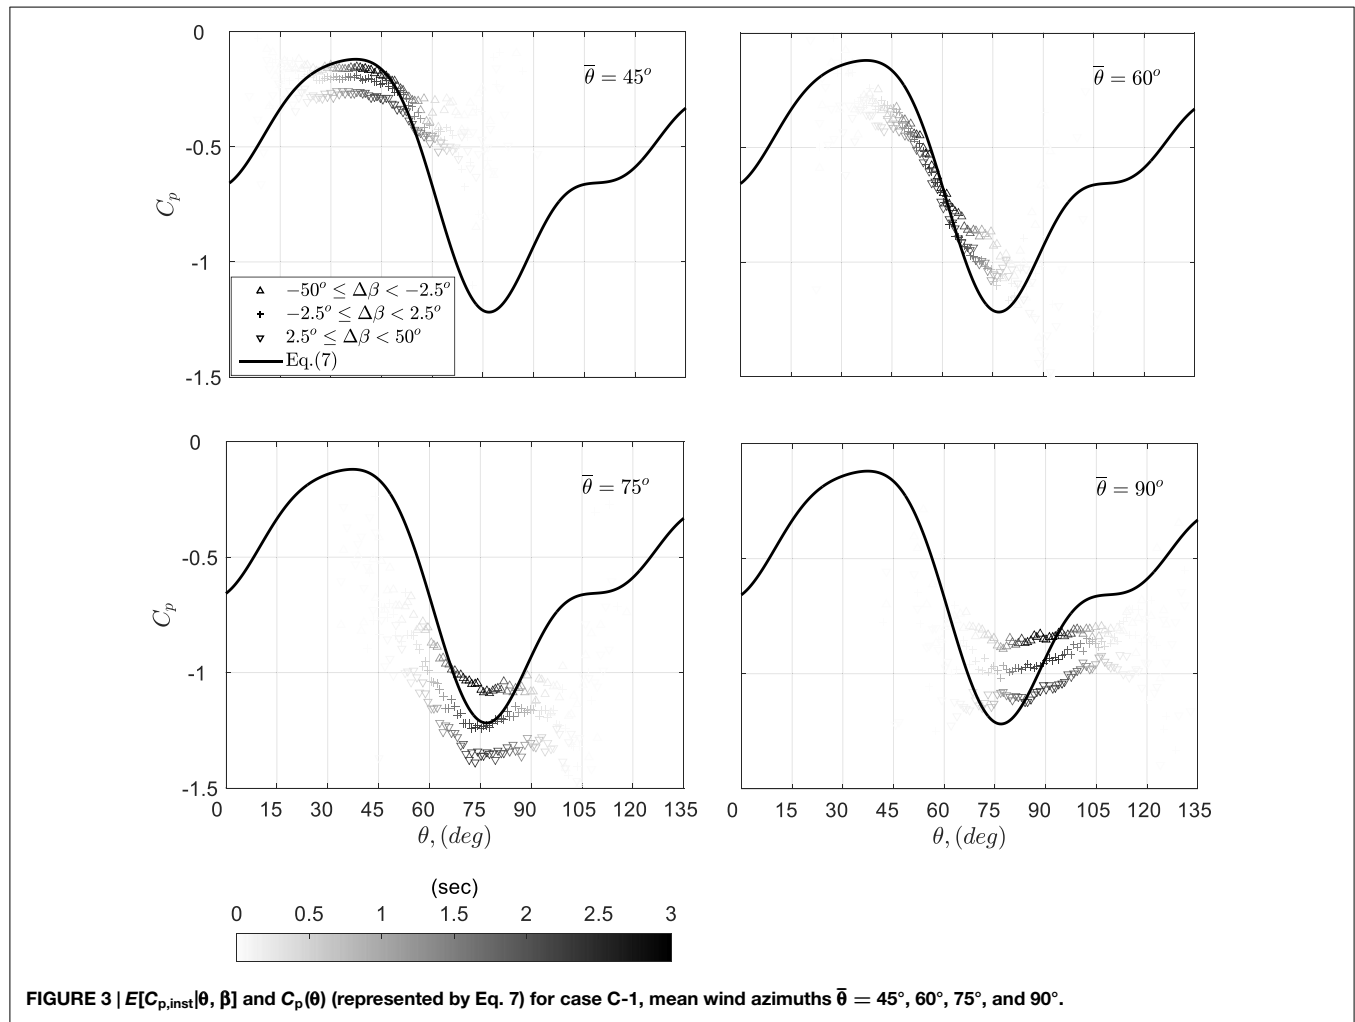 0
-0.5
-1
-1.5
C_p
θ̄ = 45°
−50° ≤ Δβ < −2.5°
−2.5° ≤ Δβ < 2.5°
2.5° ≤ Δβ < 50°
Eq.(7)
θ̄ = 60°
0
-0.5
-1
-1.5
C_p
θ̄ = 75°
0 15 30 45 60 75 90 105 120 135
θ, (deg)
θ̄ = 90°
0 15 30 45 60 75 90 105 120 135
θ, (deg)
(sec)
0 0.5 1 1.5 2 2.5 3
FIGURE 3 | E[C_p,inst|θ, β] and C_p(θ) (represented by Eq. 7) for case C-1, mean wind azimuths θ̄ = 45°, 60°, 75°, and 90°.